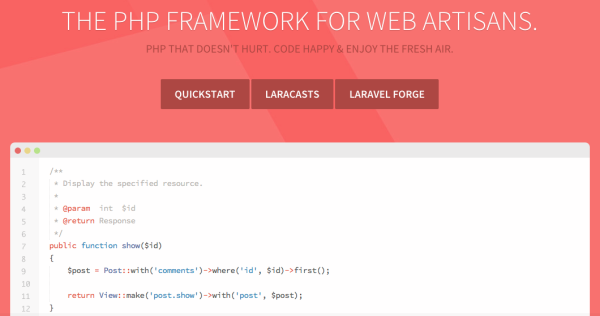 THE PHP FRAMEWORK FOR WEB ARTISANS.
PHP THAT DOESN'T HURT. CODE HAPPY & ENJOY THE FRESH AIR.
QUICKSTART LARACASTS LARAVEL FORGE
1 /**
2 * Display the specified resource.
3 *
4 * @param int $id
5 * @return Response
6 */
7 public function show($id)
8 {
9 $post = Post::with('comments')->where('id', $id)->first();
10
11 return View::make('post.show')->with('post', $post);
12 }